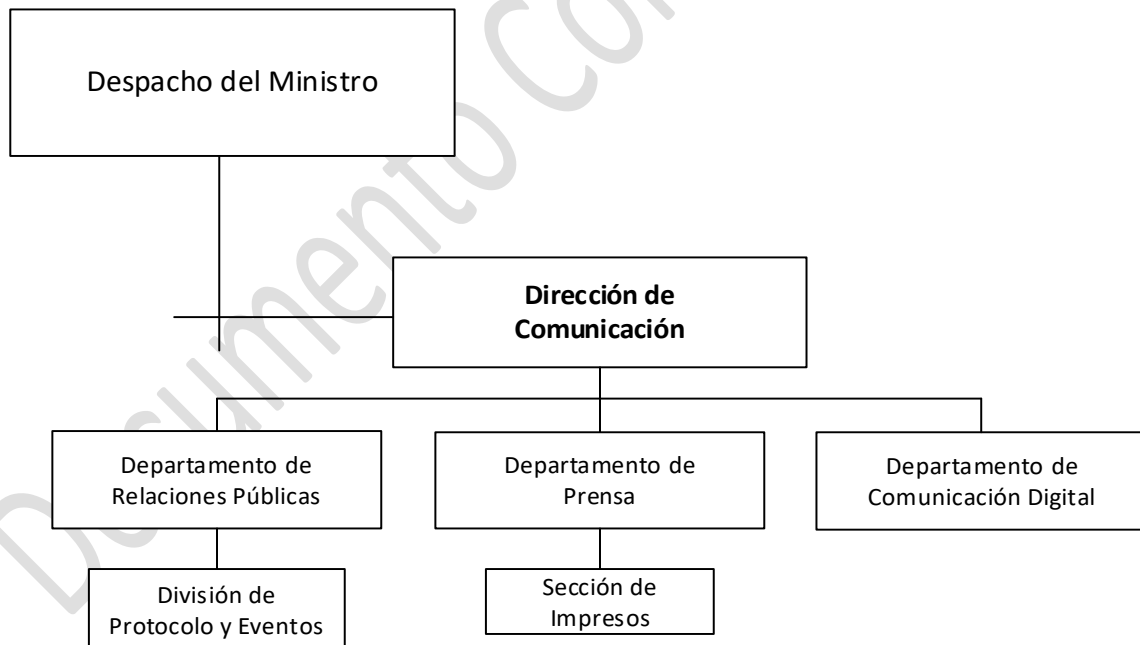 Despacho del Ministro
Dirección de
Comunicación
Departamento de
Relaciones Públicas
Departamento de
Prensa
Departamento de
Comunicación Digital
División de
Protocolo y Eventos
Sección de
Impresos
Documento